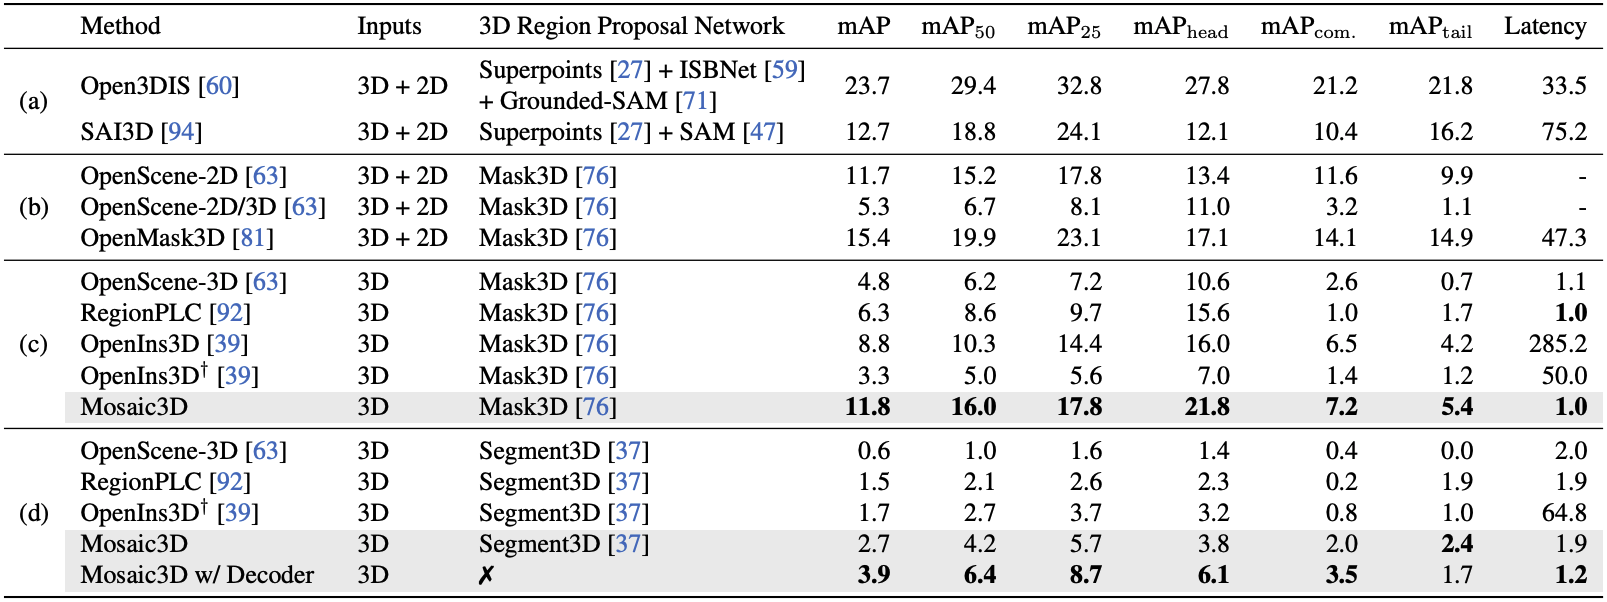 Method Inputs 3D Region Proposal Network mAP mAP50 mAP25 mAPhead mAPcom. mAPtail Latency
(a) Open3DIS [60] 3D + 2D Superpoints [27] + ISBNet [59] + Grounded-SAM [71] 23.7 29.4 32.8 27.8 21.2 21.8 33.5
SAI3D [94] 3D + 2D Superpoints [27] + SAM [47] 12.7 18.8 24.1 12.1 10.4 16.2 75.2
(b) OpenScene-2D [63] 3D + 2D Mask3D [76] 11.7 15.2 17.8 13.4 11.6 9.9 -
OpenScene-2D/3D [63] 3D + 2D Mask3D [76] 5.3 6.7 8.1 11.0 3.2 1.1 -
OpenMask3D [81] 3D + 2D Mask3D [76] 15.4 19.9 23.1 17.1 14.1 14.9 47.3
(c) OpenScene-3D [63] 3D Mask3D [76] 4.8 6.2 7.2 10.6 2.6 0.7 1.1
RegionPLC [92] 3D Mask3D [76] 6.3 8.6 9.7 15.6 1.0 1.7 1.0
OpenIns3D [39] 3D Mask3D [76] 8.8 10.3 14.4 16.0 6.5 4.2 285.2
OpenIns3D† [39] 3D Mask3D [76] 3.3 5.0 5.6 7.0 1.4 1.2 50.0
Mosaic3D 3D Mask3D [76] 11.8 16.0 17.8 21.8 7.2 5.4 1.0
(d) OpenScene-3D [63] 3D Segment3D [37] 0.6 1.0 1.6 1.4 0.4 0.0 2.0
RegionPLC [92] 3D Segment3D [37] 1.5 2.1 2.6 2.3 0.2 1.9 1.9
OpenIns3D† [39] 3D Segment3D [37] 1.7 2.7 3.7 3.2 0.8 1.0 64.8
Mosaic3D 3D Segment3D [37] 2.7 4.2 5.7 3.8 2.0 2.4 1.9
Mosaic3D w/ Decoder 3D ✗ 3.9 6.4 8.7 6.1 3.5 1.7 1.2